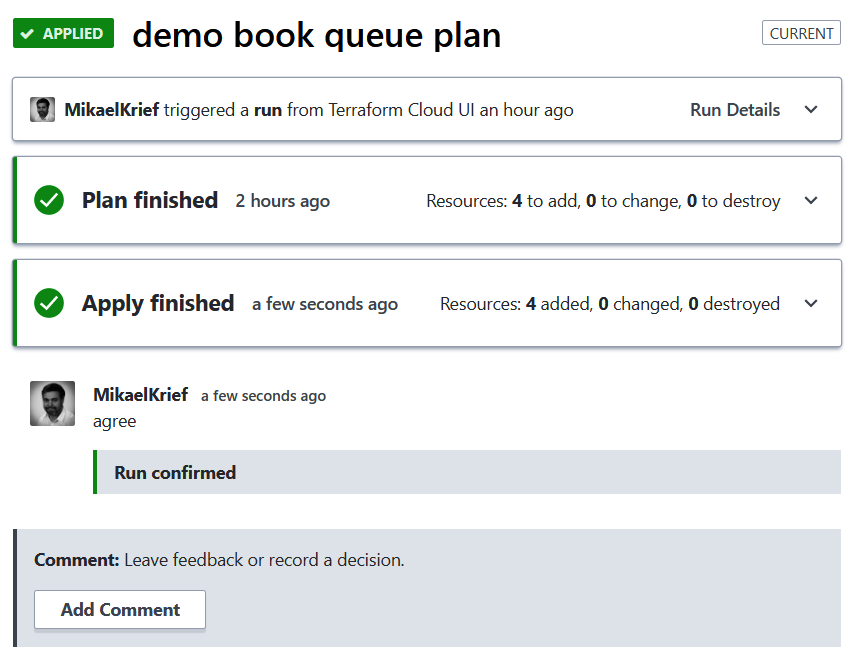 APPLIED demo book queue plan CURRENT
MikaelKrief triggered a run from Terraform Cloud UI an hour ago Run Details
Plan finished 2 hours ago Resources: 4 to add, 0 to change, 0 to destroy
Apply finished a few seconds ago Resources: 4 added, 0 changed, 0 destroyed
MikaelKrief a few seconds ago
agree
Run confirmed
Comment: Leave feedback or record a decision.
Add Comment